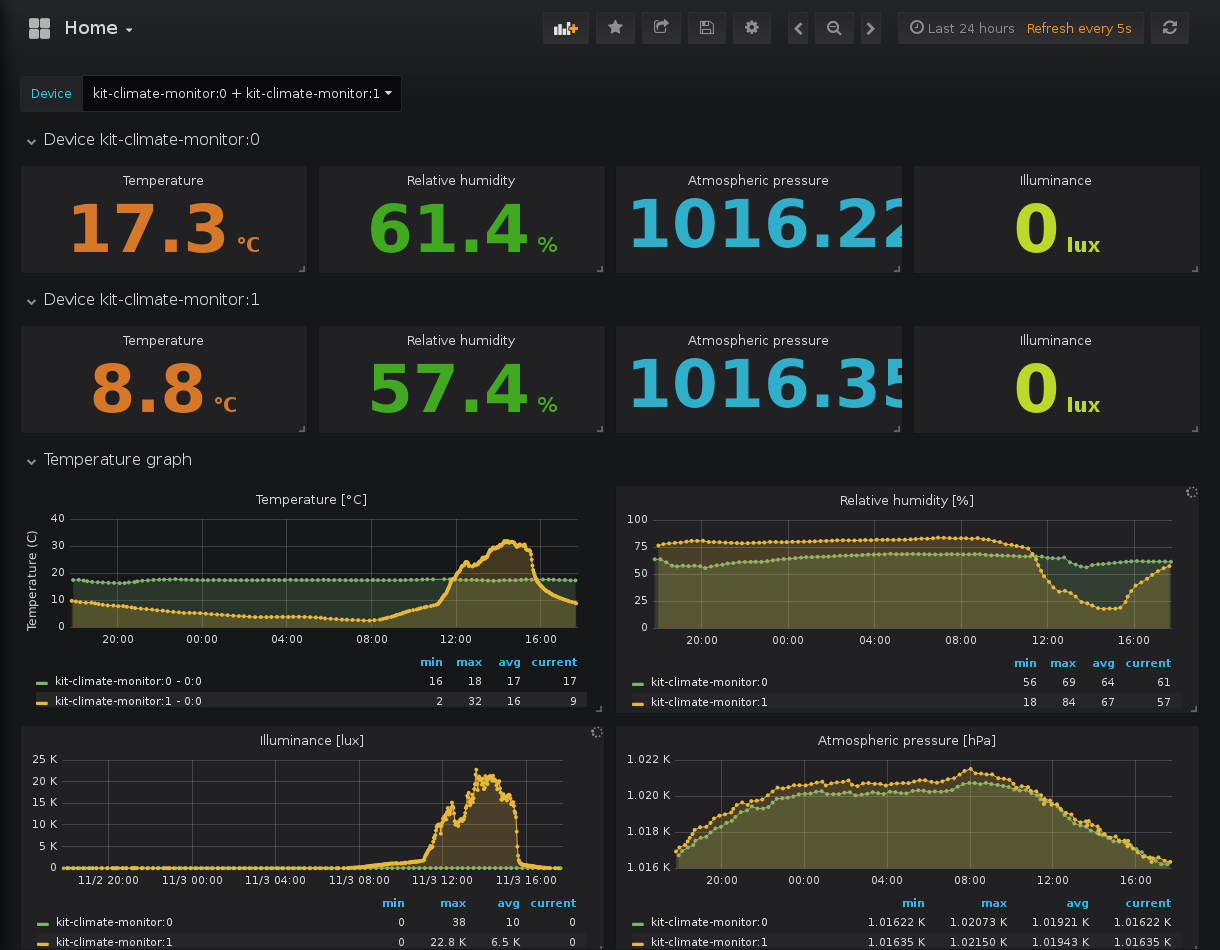 Home
Last 24 hours Refresh every 5s
Device kit-climate-monitor:0 + kit-climate-monitor:1
Device kit-climate-monitor:0
Temperature Relative humidity Atmospheric pressure Illuminance
17.3 °C 61.4 % 1016.22 0 lux
Device kit-climate-monitor:1
Temperature Relative humidity Atmospheric pressure Illuminance
8.8 °C 57.4 % 1016.35 0 lux
Temperature graph
Temperature [°C]
Temperature (C)
40
30
20
10
0
20:00 00:00 04:00 08:00 12:00 16:00
min max avg current
kit-climate-monitor:0 - 0:0 16 18 17 17
kit-climate-monitor:1 - 0:0 2 32 16 9
Relative humidity [%]
100
75
50
25
0
20:00 00:00 04:00 08:00 12:00 16:00
min max avg current
kit-climate-monitor:0 56 69 64 61
kit-climate-monitor:1 18 84 67 57
Illuminance [lux]
25 K
20 K
15 K
10 K
5 K
0
11/2 20:00 11/3 00:00 11/3 04:00 11/3 08:00 11/3 12:00 11/3 16:00
min max avg current
kit-climate-monitor:0 0 38 10 0
kit-climate-monitor:1 0 22.8 K 6.5 K 0
Atmospheric pressure [hPa]
1.022 K
1.020 K
1.018 K
1.016 K
20:00 00:00 04:00 08:00 12:00 16:00
min max avg current
kit-climate-monitor:0 1.01622 K 1.02073 K 1.01921 K 1.01622 K
kit-climate-monitor:1 1.01635 K 1.02150 K 1.01943 K 1.01635 K